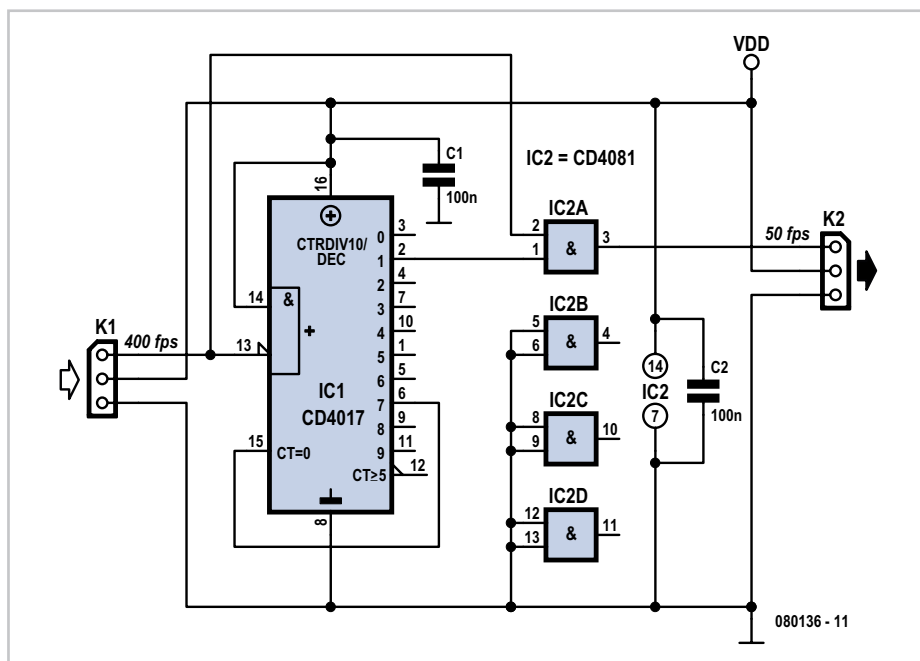 VDD
C1
100n
IC2 = CD4081
16
CTRDIV10/
DEC
0
3
1
2
2
4
3
7
4
10
5
1
6
5
7
6
8
9
9
11
CT≥5
12
14
&
13
+
IC1
CD4017
15
CT=0
8
K1
400 fps
IC2A
2
1
&
3
50 fps
K2
IC2B
5
6
&
4
IC2C
8
9
&
10
IC2D
12
13
&
11
14
IC2
7
C2
100n
080136 - 11